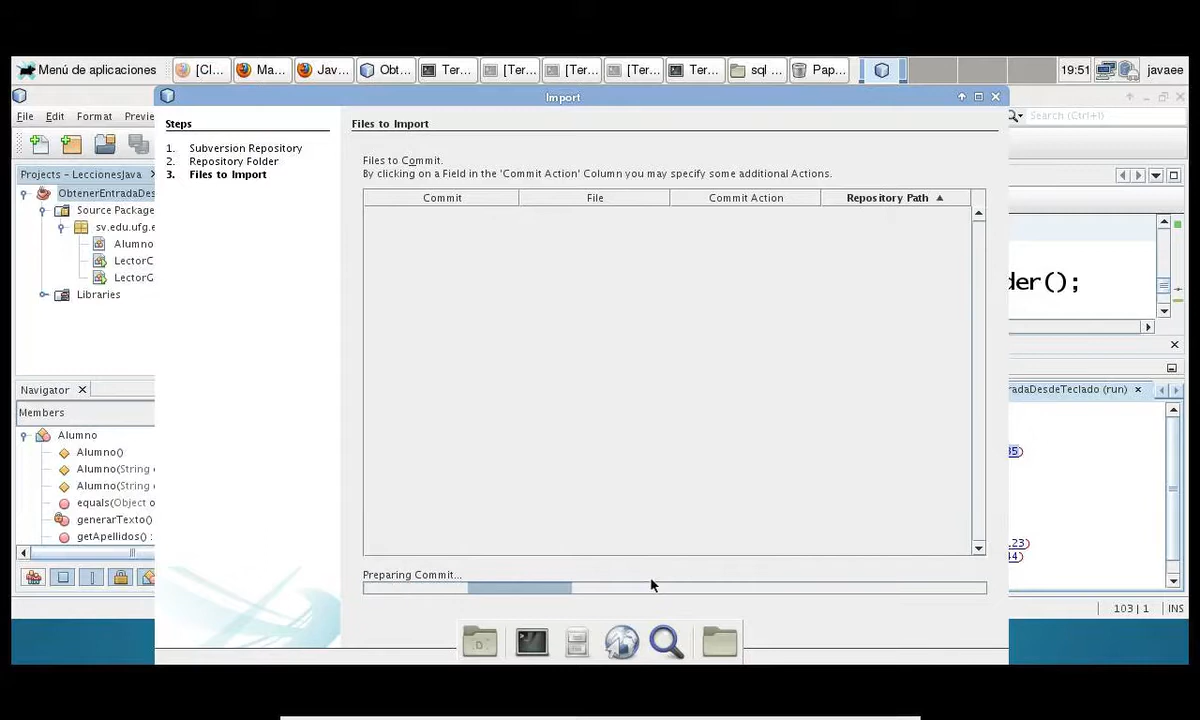 Menú de aplicaciones
[Cl...
Ma...
Jav...
Obt...
Ter...
[Ter...
[Ter...
[Ter...
Ter...
sql ...
Pap...
19:51
javaee
Import
File Edit Format Previe
Search (Ctrl+I)
Steps
1. Subversion Repository
2. Repository Folder
3. Files to Import
Files to Import
Files to Commit.
By clicking on a Field in the 'Commit Action' Column you may specify some additional Actions.
Commit File Commit Action Repository Path
Preparing Commit...
Projects - LeccionesJava
ObtenerEntradaDes
Source Package
sv.edu.ufg.e
Alumno
LectorC
LectorG
Libraries
Navigator
Members
Alumno
Alumno()
Alumno(String
Alumno(String
equals(Object o
generarTexto()
getApellidos() :
der();
radaDesdeTeclado (run)
35)
.23)
44)
103 | 1 INS